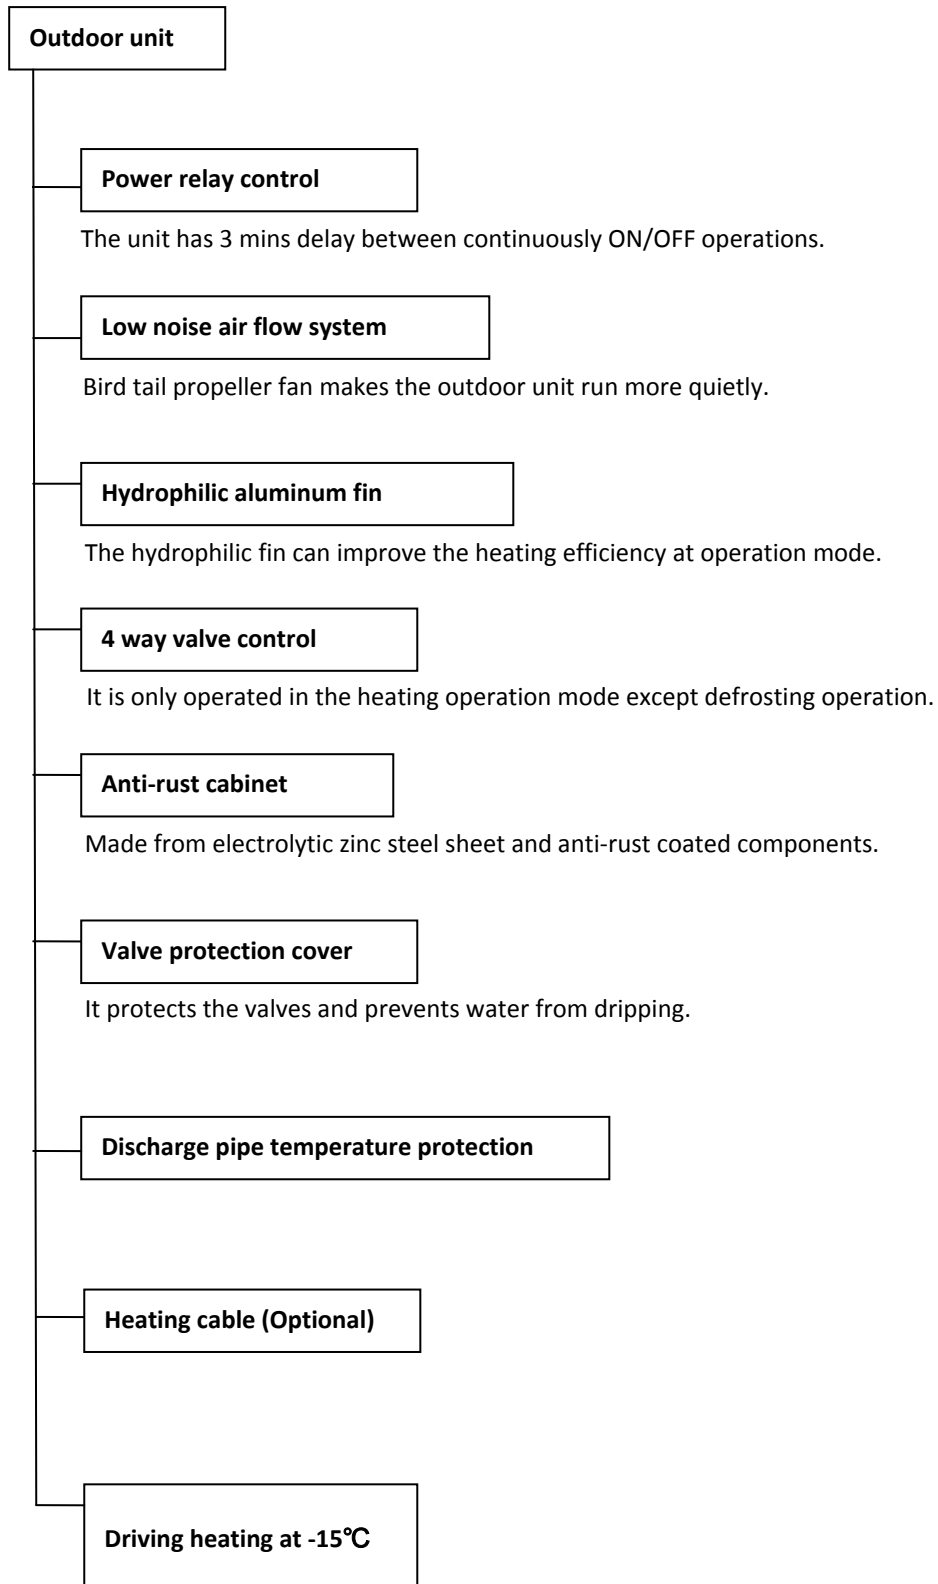 Outdoor unit
Power relay control
The unit has 3 mins delay between continuously ON/OFF operations.
Low noise air flow system
Bird tail propeller fan makes the outdoor unit run more quietly.
Hydrophilic aluminum fin
The hydrophilic fin can improve the heating efficiency at operation mode.
4 way valve control
It is only operated in the heating operation mode except defrosting operation.
Anti-rust cabinet
Made from electrolytic zinc steel sheet and anti-rust coated components.
Valve protection cover
It protects the valves and prevents water from dripping.
Discharge pipe temperature protection
Heating cable (Optional)
Driving heating at -15℃